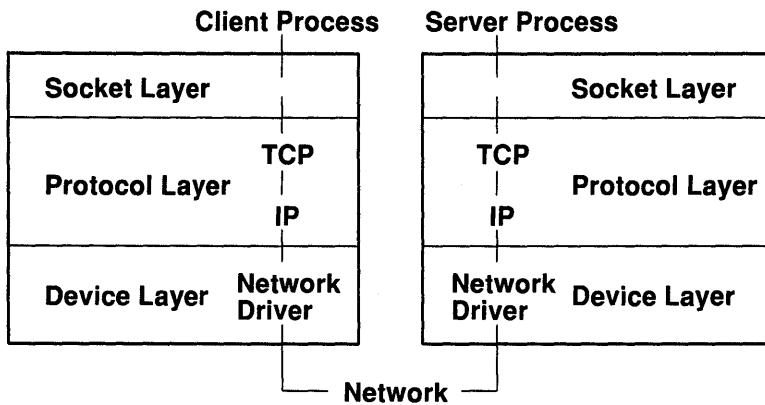 Client Process
Server Process
Socket Layer
Socket Layer
TCP
TCP
Protocol Layer
Protocol Layer
IP
IP
Device Layer
Network
Driver
Network
Driver
Device Layer
Network